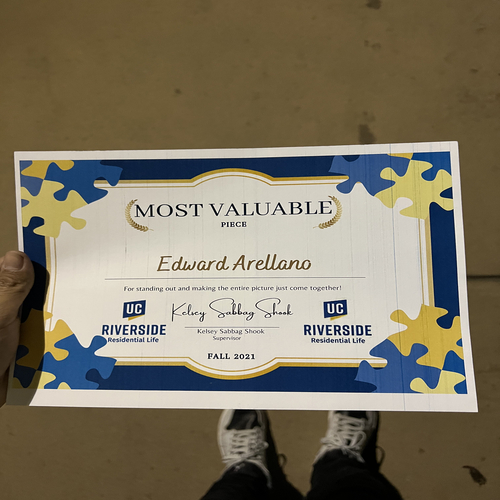 MOST VALUABLE
PIECE
Edward Arellano
For standing out and making the entire picture just come together!
UC
RIVERSIDE
Residential Life
Kelsey Sabbag Shook
Kelsey Sabbag Shook
Supervisor
UC
RIVERSIDE
Residential Life
FALL 2021